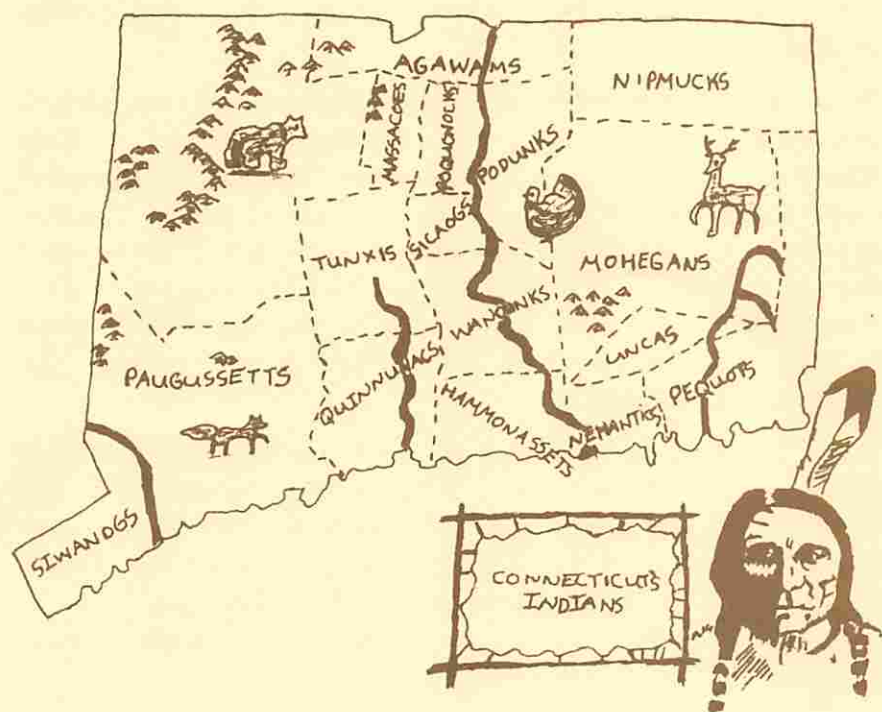 AGAWAMS
NIPMUCKS
MASSACOES
POQUONOCKS
PODUNKS
SICAOGS
TUNXIS
MOHEGANS
WANGUNKS
UNCAS
PAUGUSSETTS
QUINNIPIACS
HAMMONASSETS
NEHANTICS
PEQUOTS
SIWANOGS
CONNECTICUT'S
INDIANS